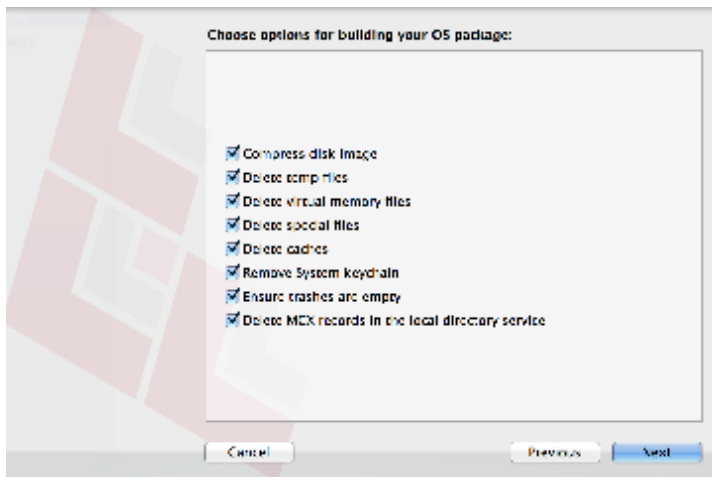 Choose options for building your OS package:
Compress disk image
Delete temp files
Delete virtual memory files
Delete special files
Delete caches
Remove System keychain
Ensure trashes are empty
Delete MCX records in the local directory service
Cancel
Previous
Next